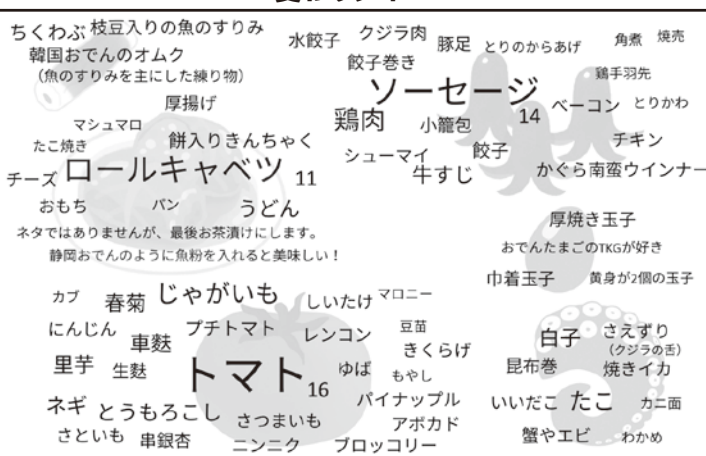 ちくわぶ 枝豆入りの魚のすりみ
韓国おでんのオムク
（魚のすりみを主にした練り物）
厚揚げ
マシュマロ
たこ焼き
餅入りきんちゃく
チーズ
ロールキャベツ 11
おもち
パン
うどん
ネタではありませんが、最後お茶漬けにします。
静岡おでんのように魚粉を入れると美味しい！
水餃子
クジラ肉
豚足
とりのからあげ
角煮
焼売
餃子巻き
鶏手羽先
ソーセージ 14
ベーコン
とりかわ
鶏肉
小籠包
チキン
シューマイ
餃子
牛すじ
かぐら南蛮ウインナー
厚焼き玉子
おでんたまごのTKGが好き
巾着玉子
黄身が2個の玉子
カブ
春菊
じゃがいも
しいたけ
マロニー
にんじん
車麩
プチトマト
レンコン
豆苗
きくらげ
里芋
生麩
トマト 16
ゆば
もやし
パイナップル
ネギ
とうもろこし
さつまいも
アボカド
さといも
串銀杏
ニンニク
ブロッコリー
白子
さえずり
（クジラの舌）
昆布巻
焼きイカ
いいだこ
たこ
カニ面
蟹やエビ
わかめ